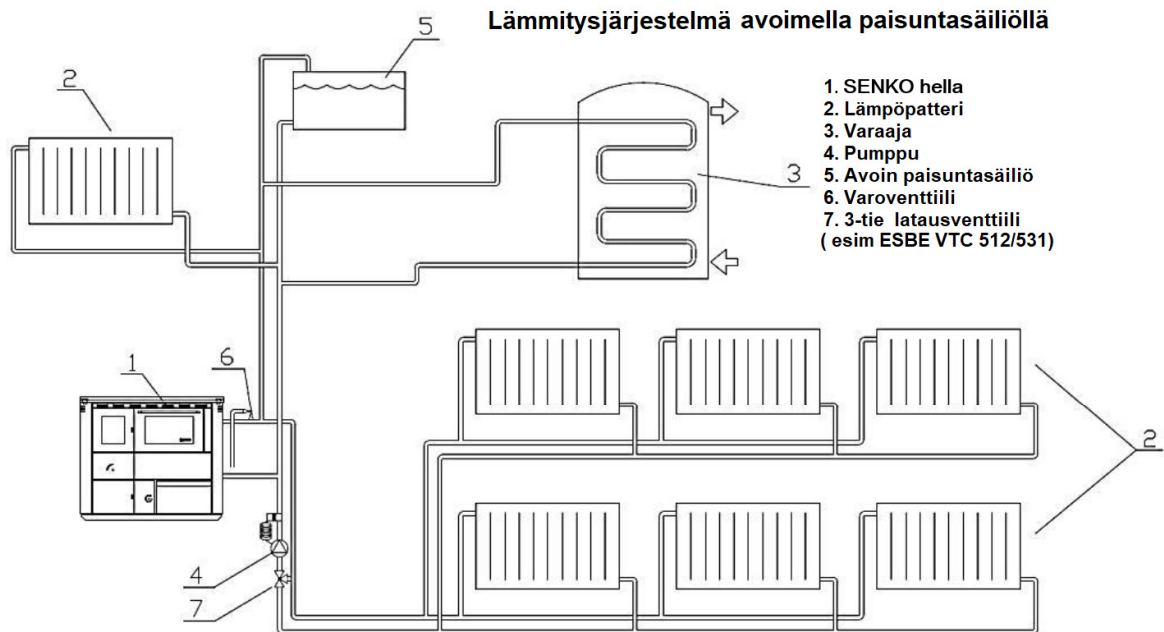 Lämmitysjärjestelmä avoimella paisuntasäiliöllä
5
2
1. SENKO hella
2. Lämpöpatteri
3. Varaaja
4. Pumppu
5. Avoin paisuntasäiliö
6. Varoventtiili
7. 3-tie latausventtiili
( esim ESBE VTC 512/531)
3
1
6
2
4
7